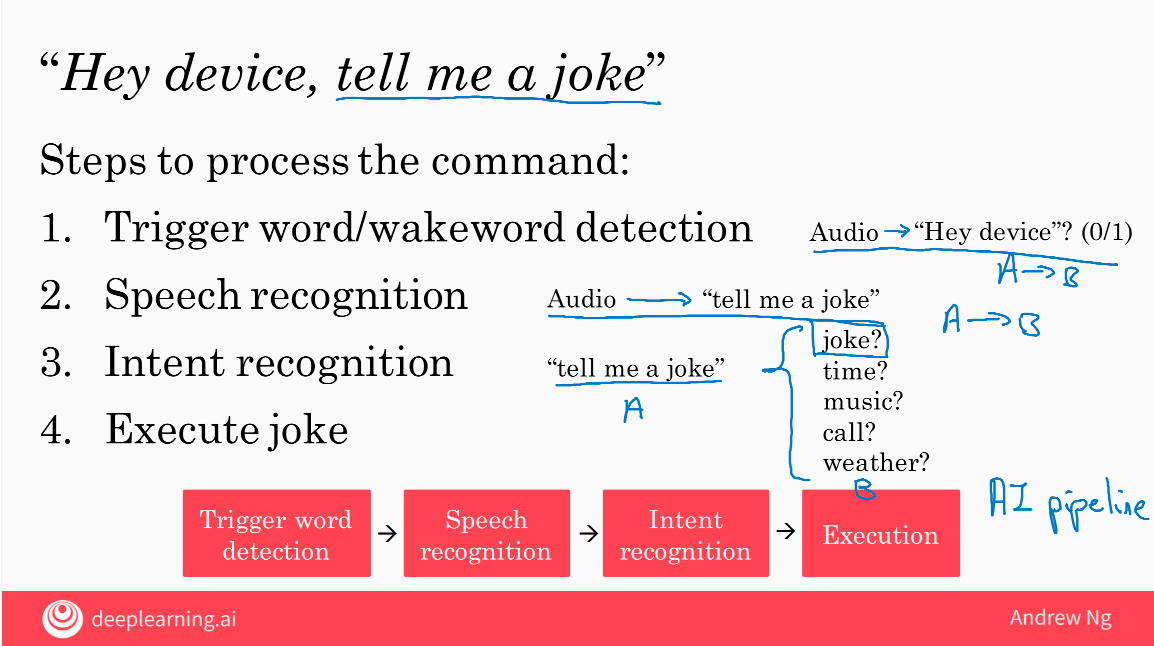 “Hey device, tell me a joke”
Steps to process the command:
1. Trigger word/wakeword detection
Audio → “Hey device”? (0/1)
A → B
2. Speech recognition
Audio → “tell me a joke”
A → B
3. Intent recognition
“tell me a joke”
A
joke?
time?
music?
call?
weather?
B
4. Execute joke
AI pipeline
Trigger word
detection
→
Speech
recognition
→
Intent
recognition
→
Execution
deeplearning.ai
Andrew Ng